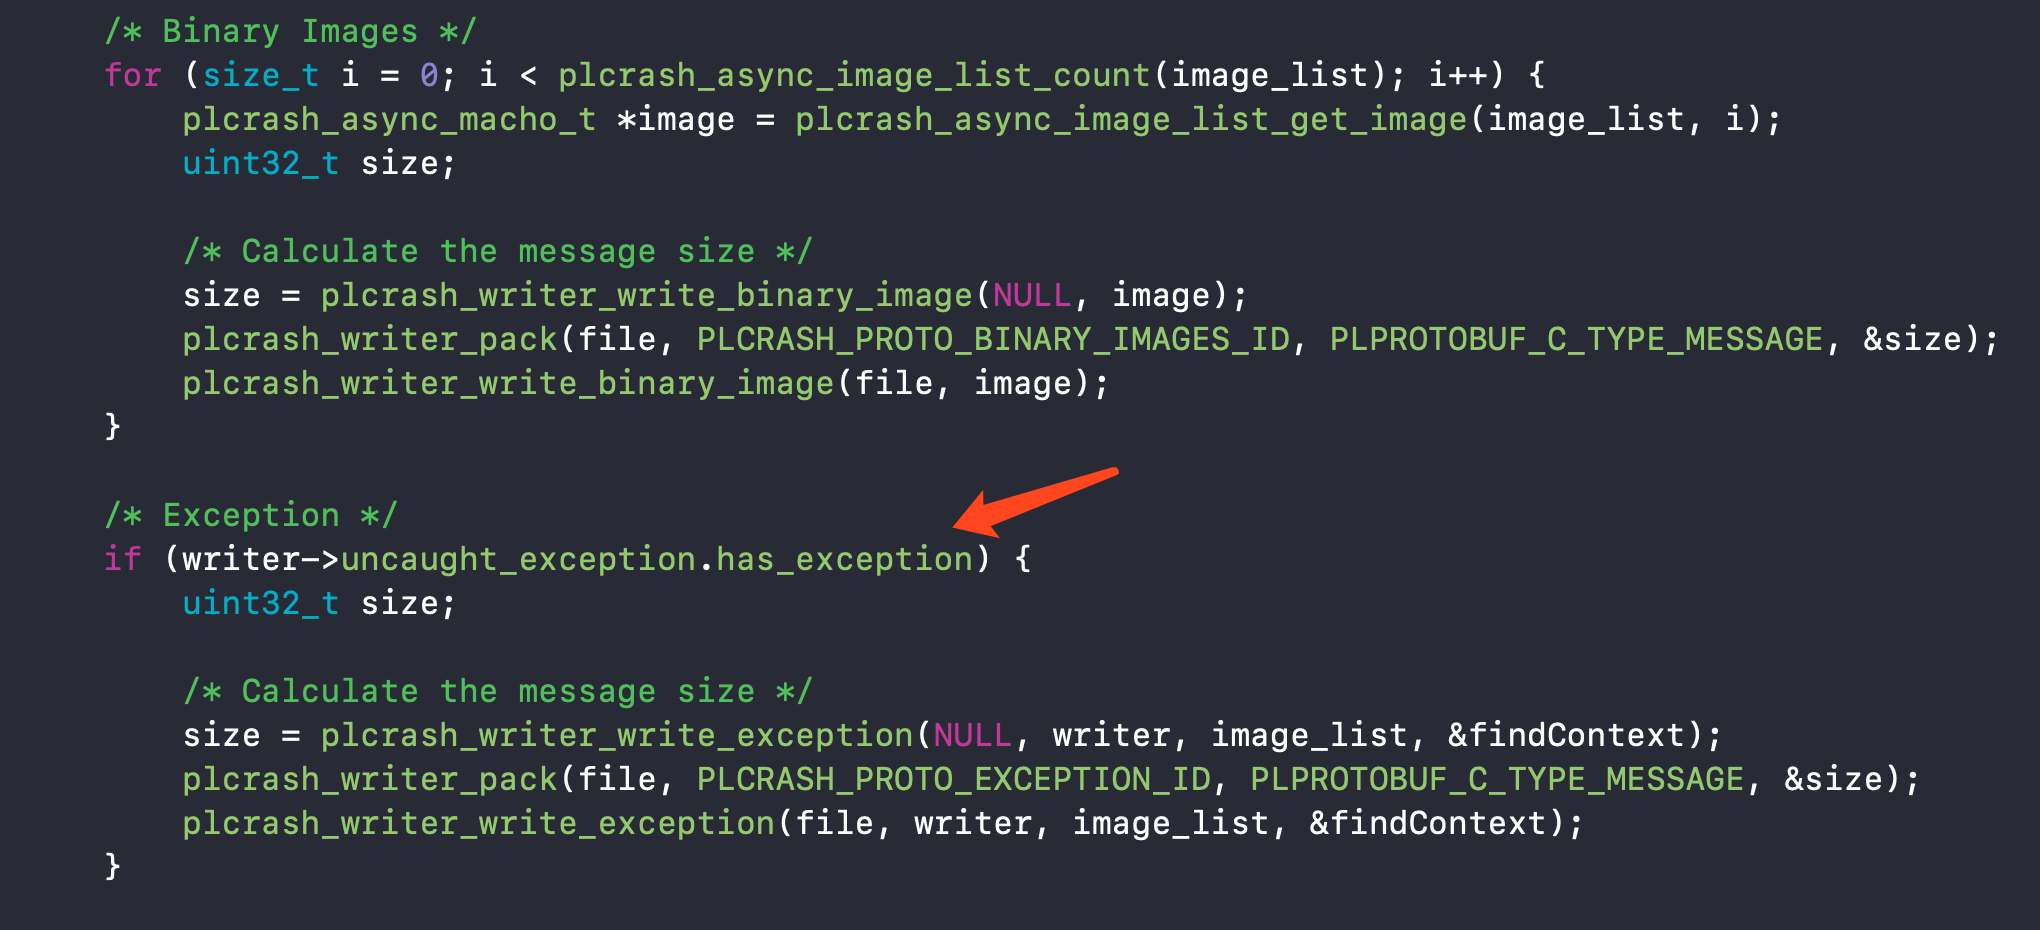 /* Binary Images */
for (size_t i = 0; i < plcrash_async_image_list_count(image_list); i++) {
    plcrash_async_macho_t *image = plcrash_async_image_list_get_image(image_list, i);
    uint32_t size;

    /* Calculate the message size */
    size = plcrash_writer_write_binary_image(NULL, image);
    plcrash_writer_pack(file, PLCRASH_PROTO_BINARY_IMAGES_ID, PLPROTOBUF_C_TYPE_MESSAGE, &size);
    plcrash_writer_write_binary_image(file, image);
}

/* Exception */
if (writer->uncaught_exception.has_exception) {
    uint32_t size;

    /* Calculate the message size */
    size = plcrash_writer_write_exception(NULL, writer, image_list, &findContext);
    plcrash_writer_pack(file, PLCRASH_PROTO_EXCEPTION_ID, PLPROTOBUF_C_TYPE_MESSAGE, &size);
    plcrash_writer_write_exception(file, writer, image_list, &findContext);
}